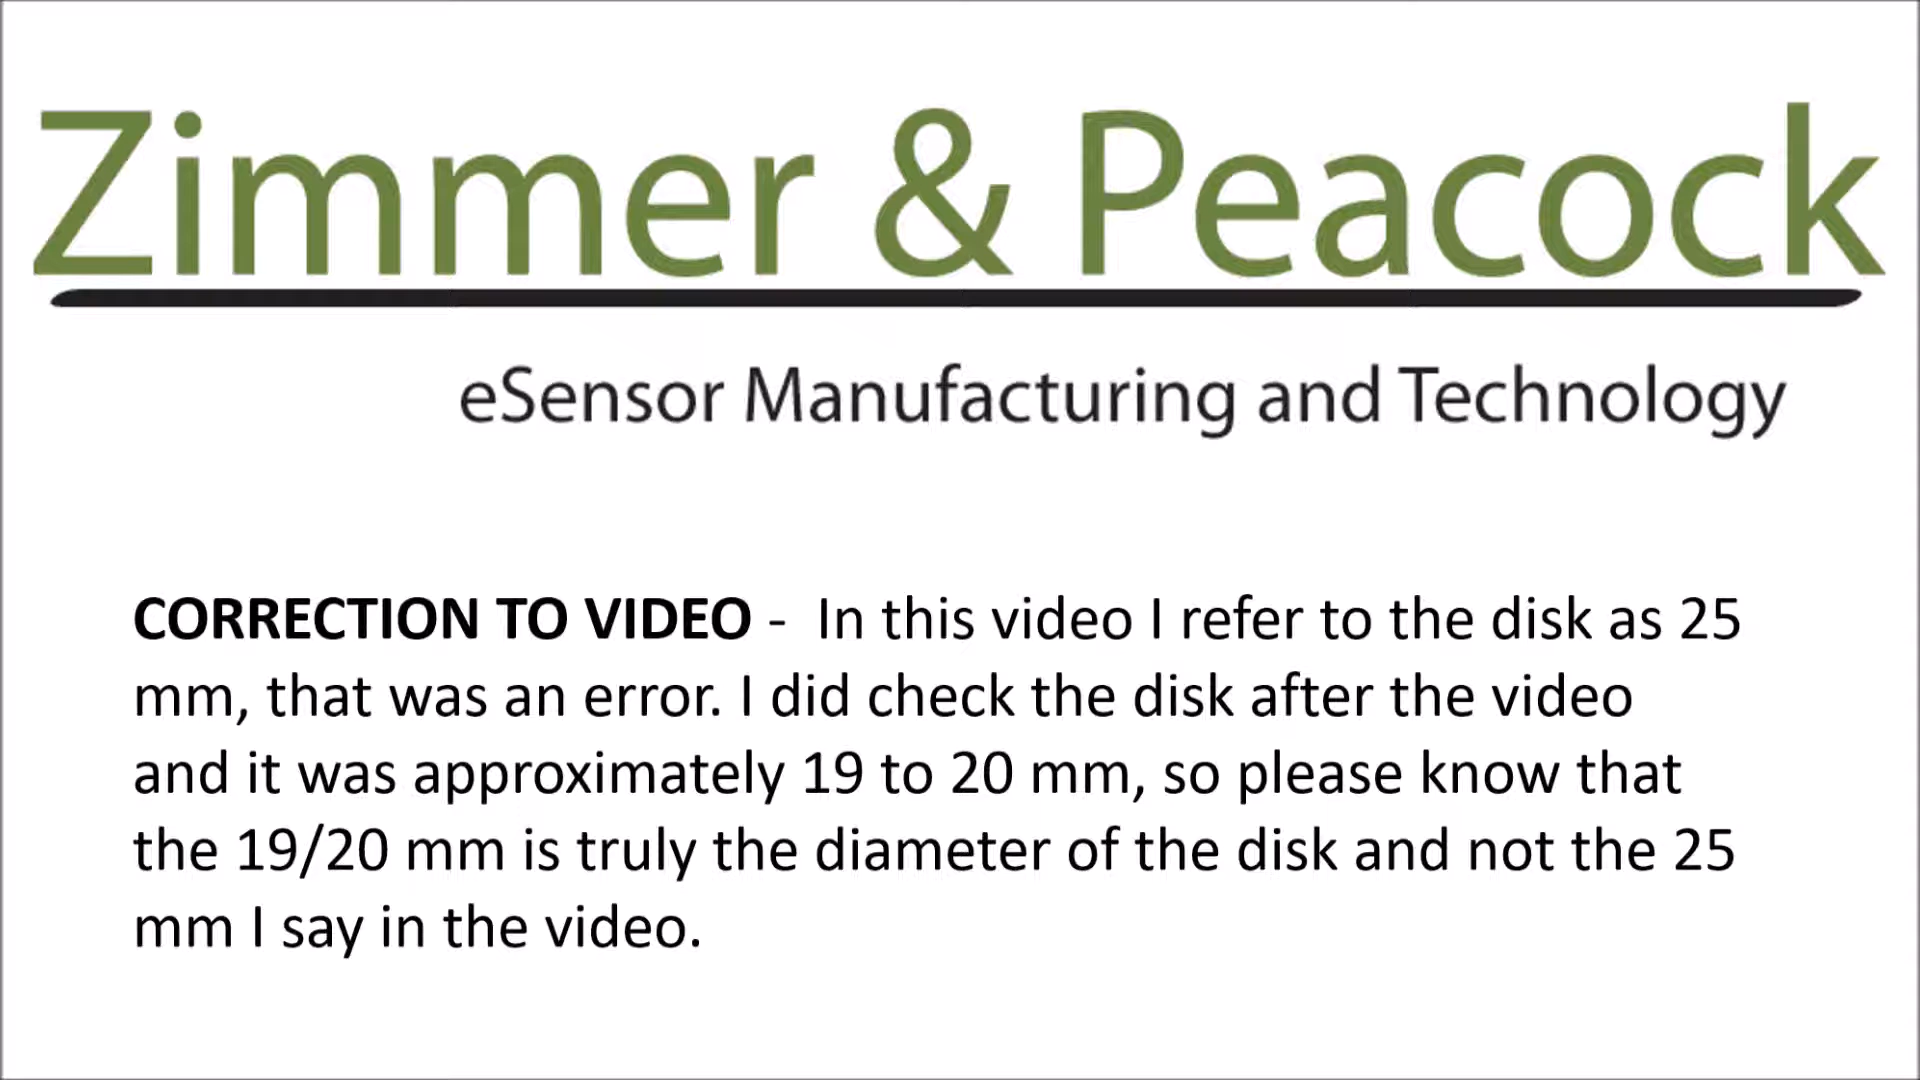 Zimmer & Peacock
eSensor Manufacturing and Technology
CORRECTION TO VIDEO - In this video I refer to the disk as 25
mm, that was an error. I did check the disk after the video
and it was approximately 19 to 20 mm, so please know that
the 19/20 mm is truly the diameter of the disk and not the 25
mm I say in the video.